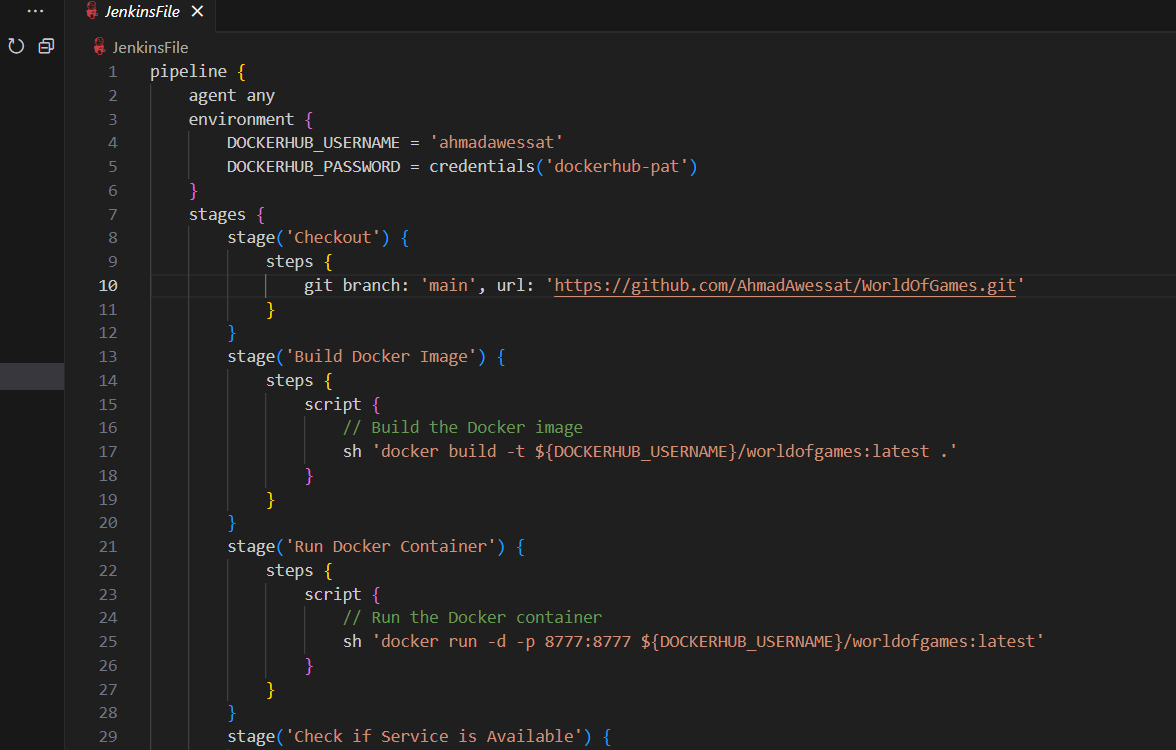 ... JenkinsFile ✕
JenkinsFile
1 pipeline {
2     agent any
3     environment {
4         DOCKERHUB_USERNAME = 'ahmadawessat'
5         DOCKERHUB_PASSWORD = credentials('dockerhub-pat')
6     }
7     stages {
8         stage('Checkout') {
9             steps {
10                 git branch: 'main', url: 'https://github.com/AhmadAwessat/WorldOfGames.git'
11             }
12         }
13         stage('Build Docker Image') {
14             steps {
15                 script {
16                     // Build the Docker image
17                     sh 'docker build -t ${DOCKERHUB_USERNAME}/worldofgames:latest .'
18                 }
19             }
20         }
21         stage('Run Docker Container') {
22             steps {
23                 script {
24                     // Run the Docker container
25                     sh 'docker run -d -p 8777:8777 ${DOCKERHUB_USERNAME}/worldofgames:latest'
26                 }
27             }
28         }
29         stage('Check if Service is Available') {